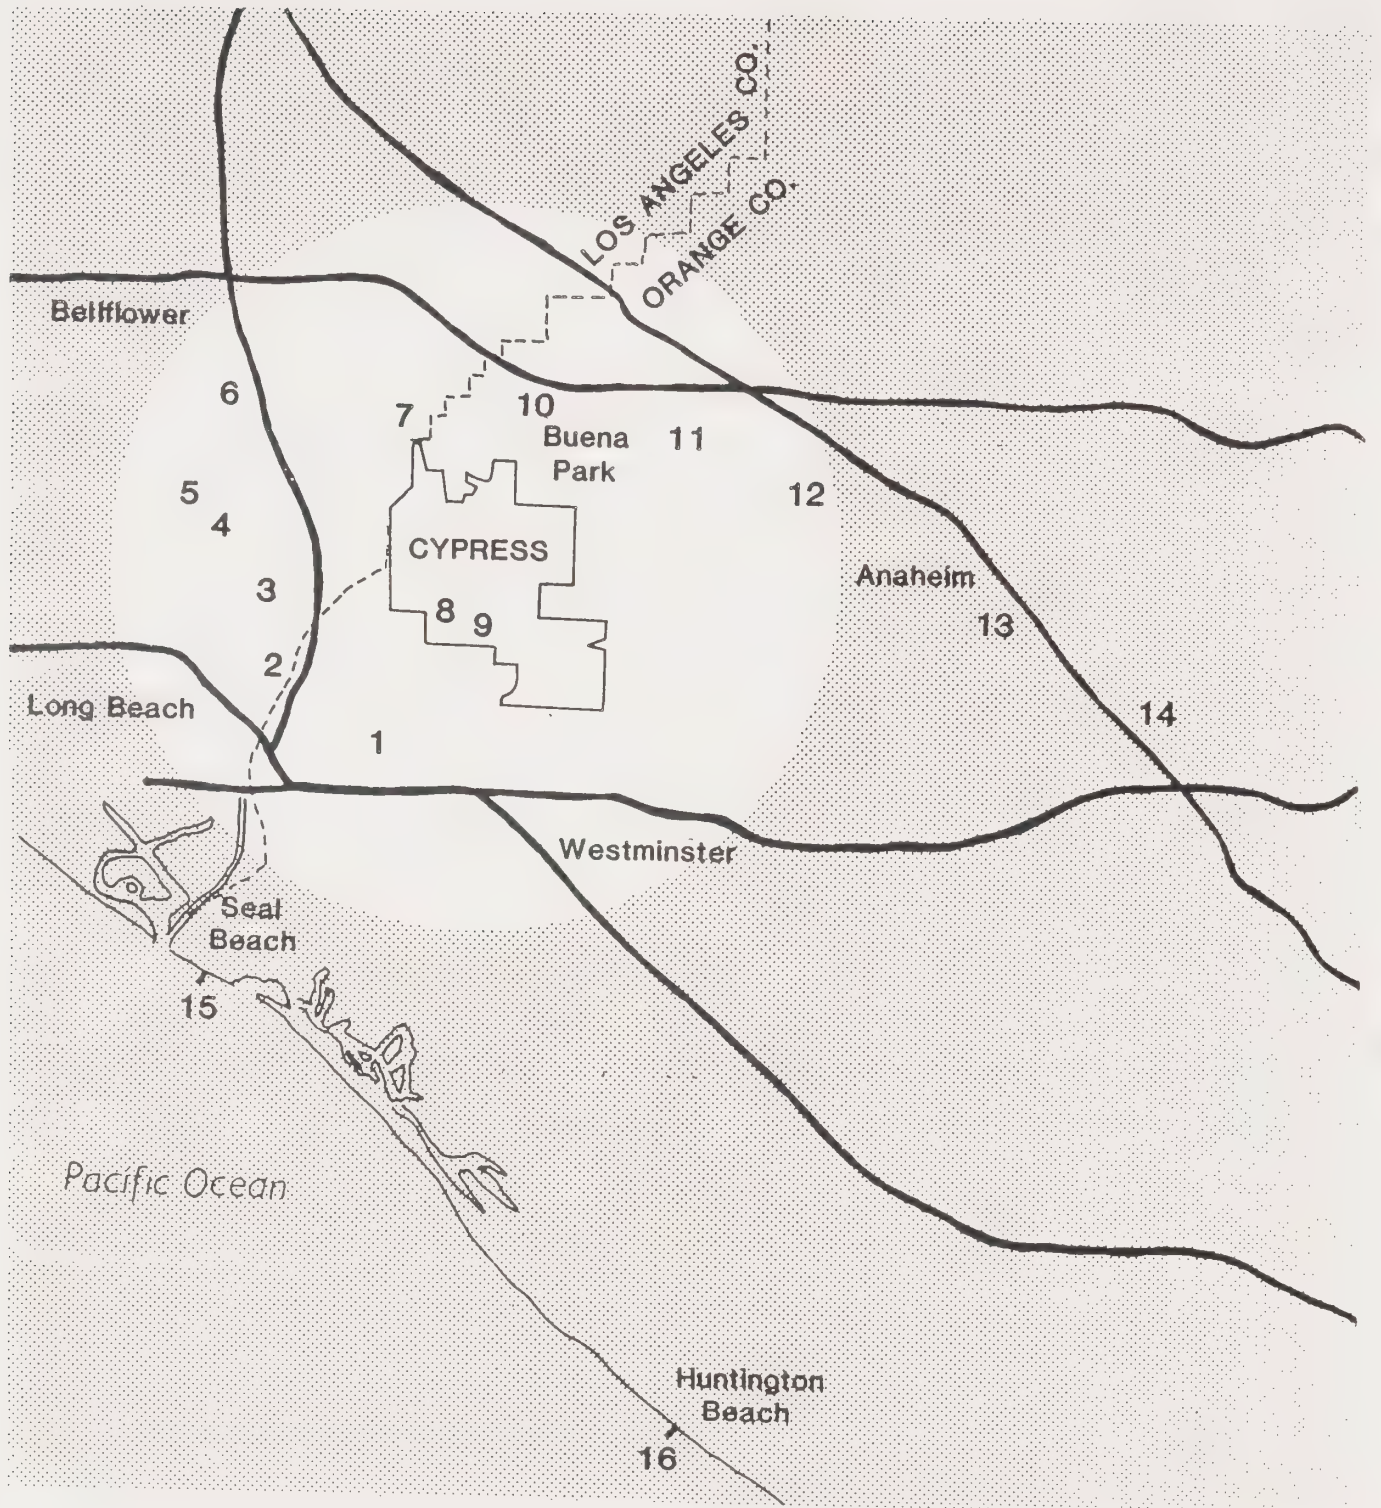 LOS ANGELES CO.
ORANGE CO.
Bellflower
6
7
10
Buena
Park
11
5
4
12
CYPRESS
Anaheim
3
8
9
13
2
Long Beach
1
14
Westminster
Seal
Beach
15
Pacific Ocean
Huntington
Beach
16